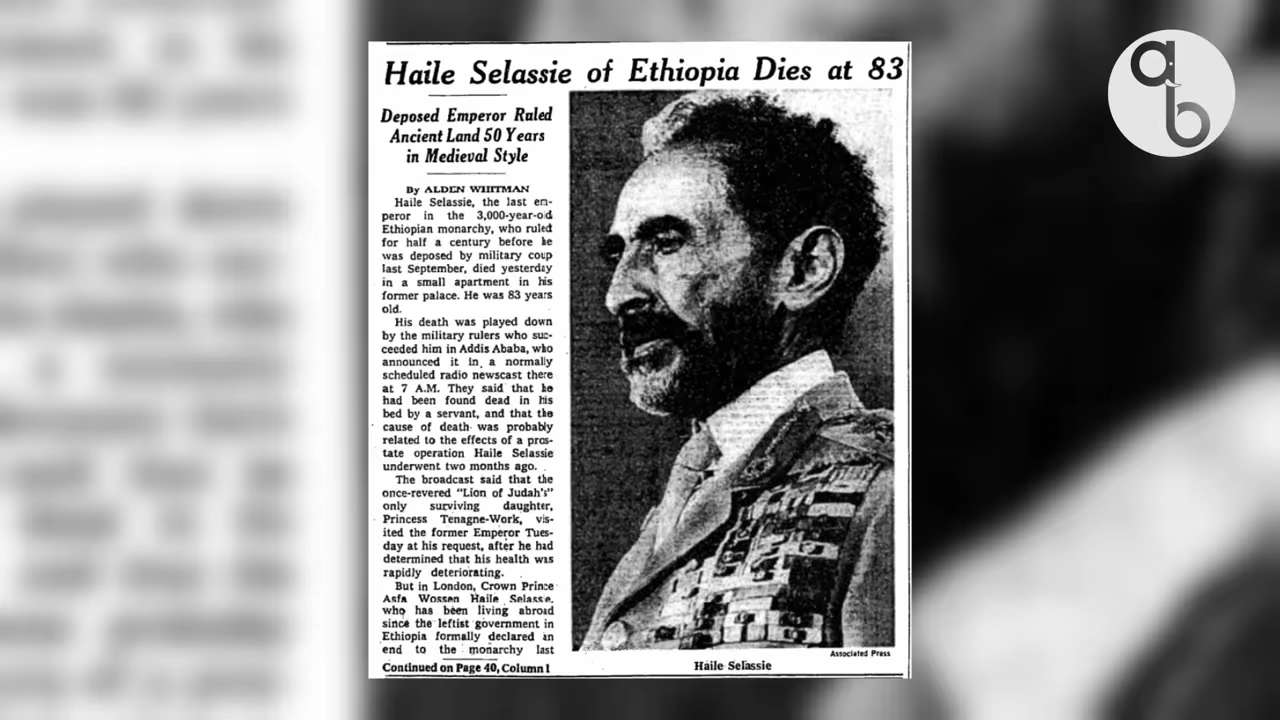 Haile Selassie of Ethiopia Dies at 83
Deposed Emperor Ruled
Ancient Land 50 Years
in Medieval Style
By ALDEN WHITMAN
Haile Selassie, the last em-
peror in the 3,000-year-old
Ethiopian monarchy, who ruled
for half a century before he
was deposed by military coup
last September, died yesterday
in a small apartment in his
former palace. He was 83 years
old.
His death was played down
by the military rulers who suc-
ceeded him in Addis Ababa, who
announced it in a normally
scheduled radio newscast there
at 7 A.M. They said that he
had been found dead in his
bed by a servant, and that the
cause of death was probably
related to the effects of a pros-
tate operation Haile Selassie
underwent two months ago.
The broadcast said that the
once-revered "Lion of Judah's"
only surviving daughter,
Princess Tenagne-Work, vis-
ited the former Emperor Tues-
day at his request, after he had
determined that his health was
rapidly deteriorating.
But in London, Crown Prince
Asfa Wossen Haile Selassie,
who has been living abroad
since the leftist government in
Ethiopia formally declared an
end to the monarchy last
Continued on Page 40, Column 1
Associated Press
Haile Selassie
ab